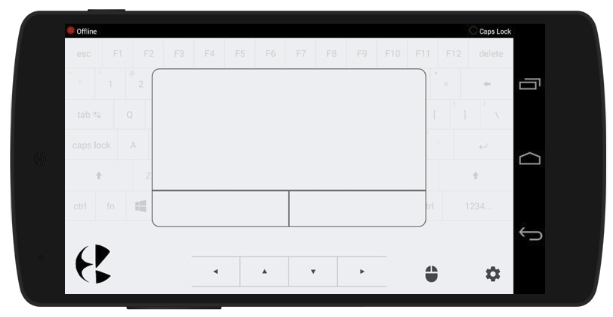 Offline Caps Lock
esc F1 F2 F3 F4 F5 F6 F7 F8 F9 F10 F11 F12 delete
1 2
tab Q [ ] \
caps lock A
Z
ctrl fn 1234...